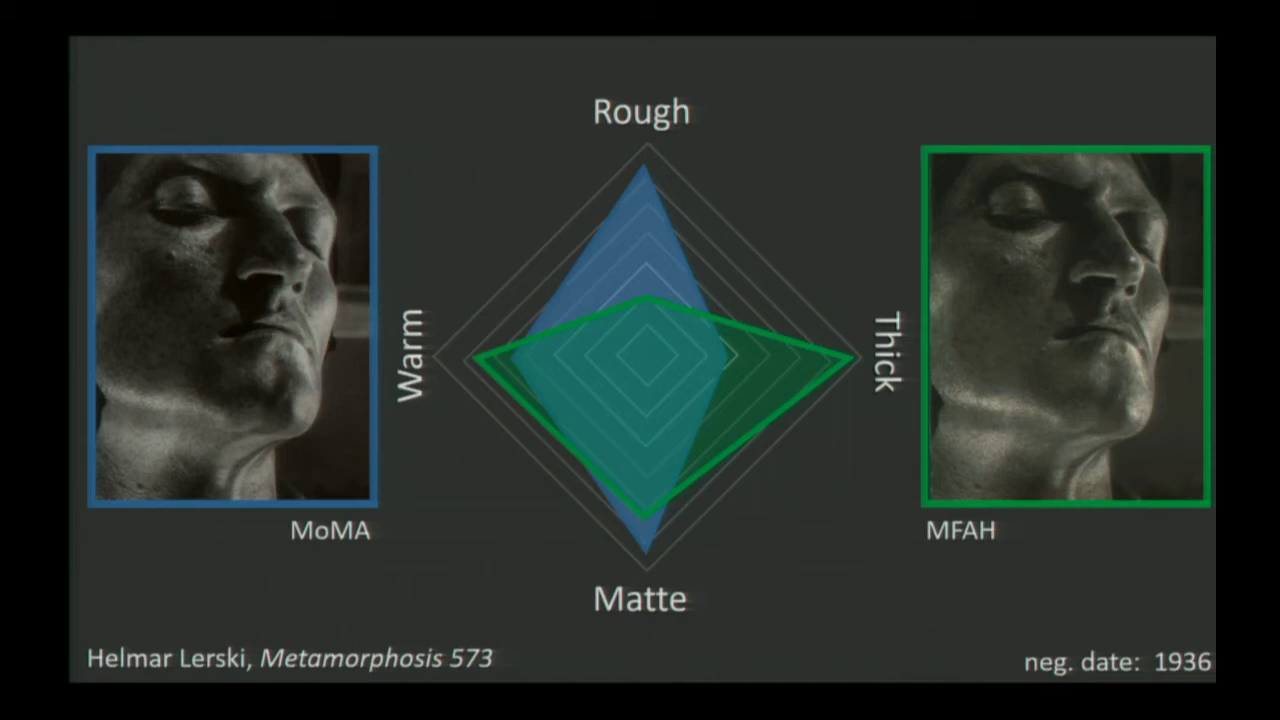 Rough
Warm
Thick
MoMA
MFAH
Matte
Helmar Lerski, Metamorphosis 573
neg. date: 1936